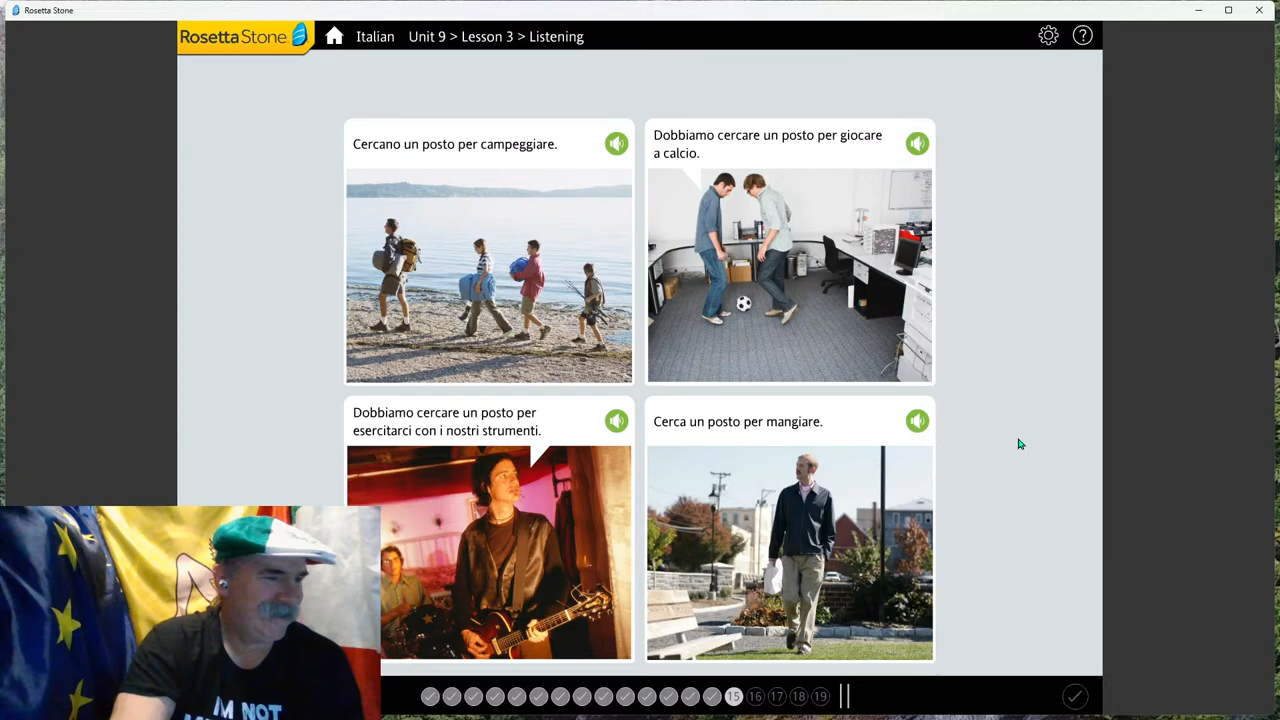 Rosetta Stone
RosettaStone
Italian
Unit 9 > Lesson 3 > Listening
Cercano un posto per campeggiare.
Dobbiamo cercare un posto per giocare
a calcio.
Dobbiamo cercare un posto per
esercitarci con i nostri strumenti.
Cerca un posto per mangiare.
I'M NOT
15 16 17 18 19